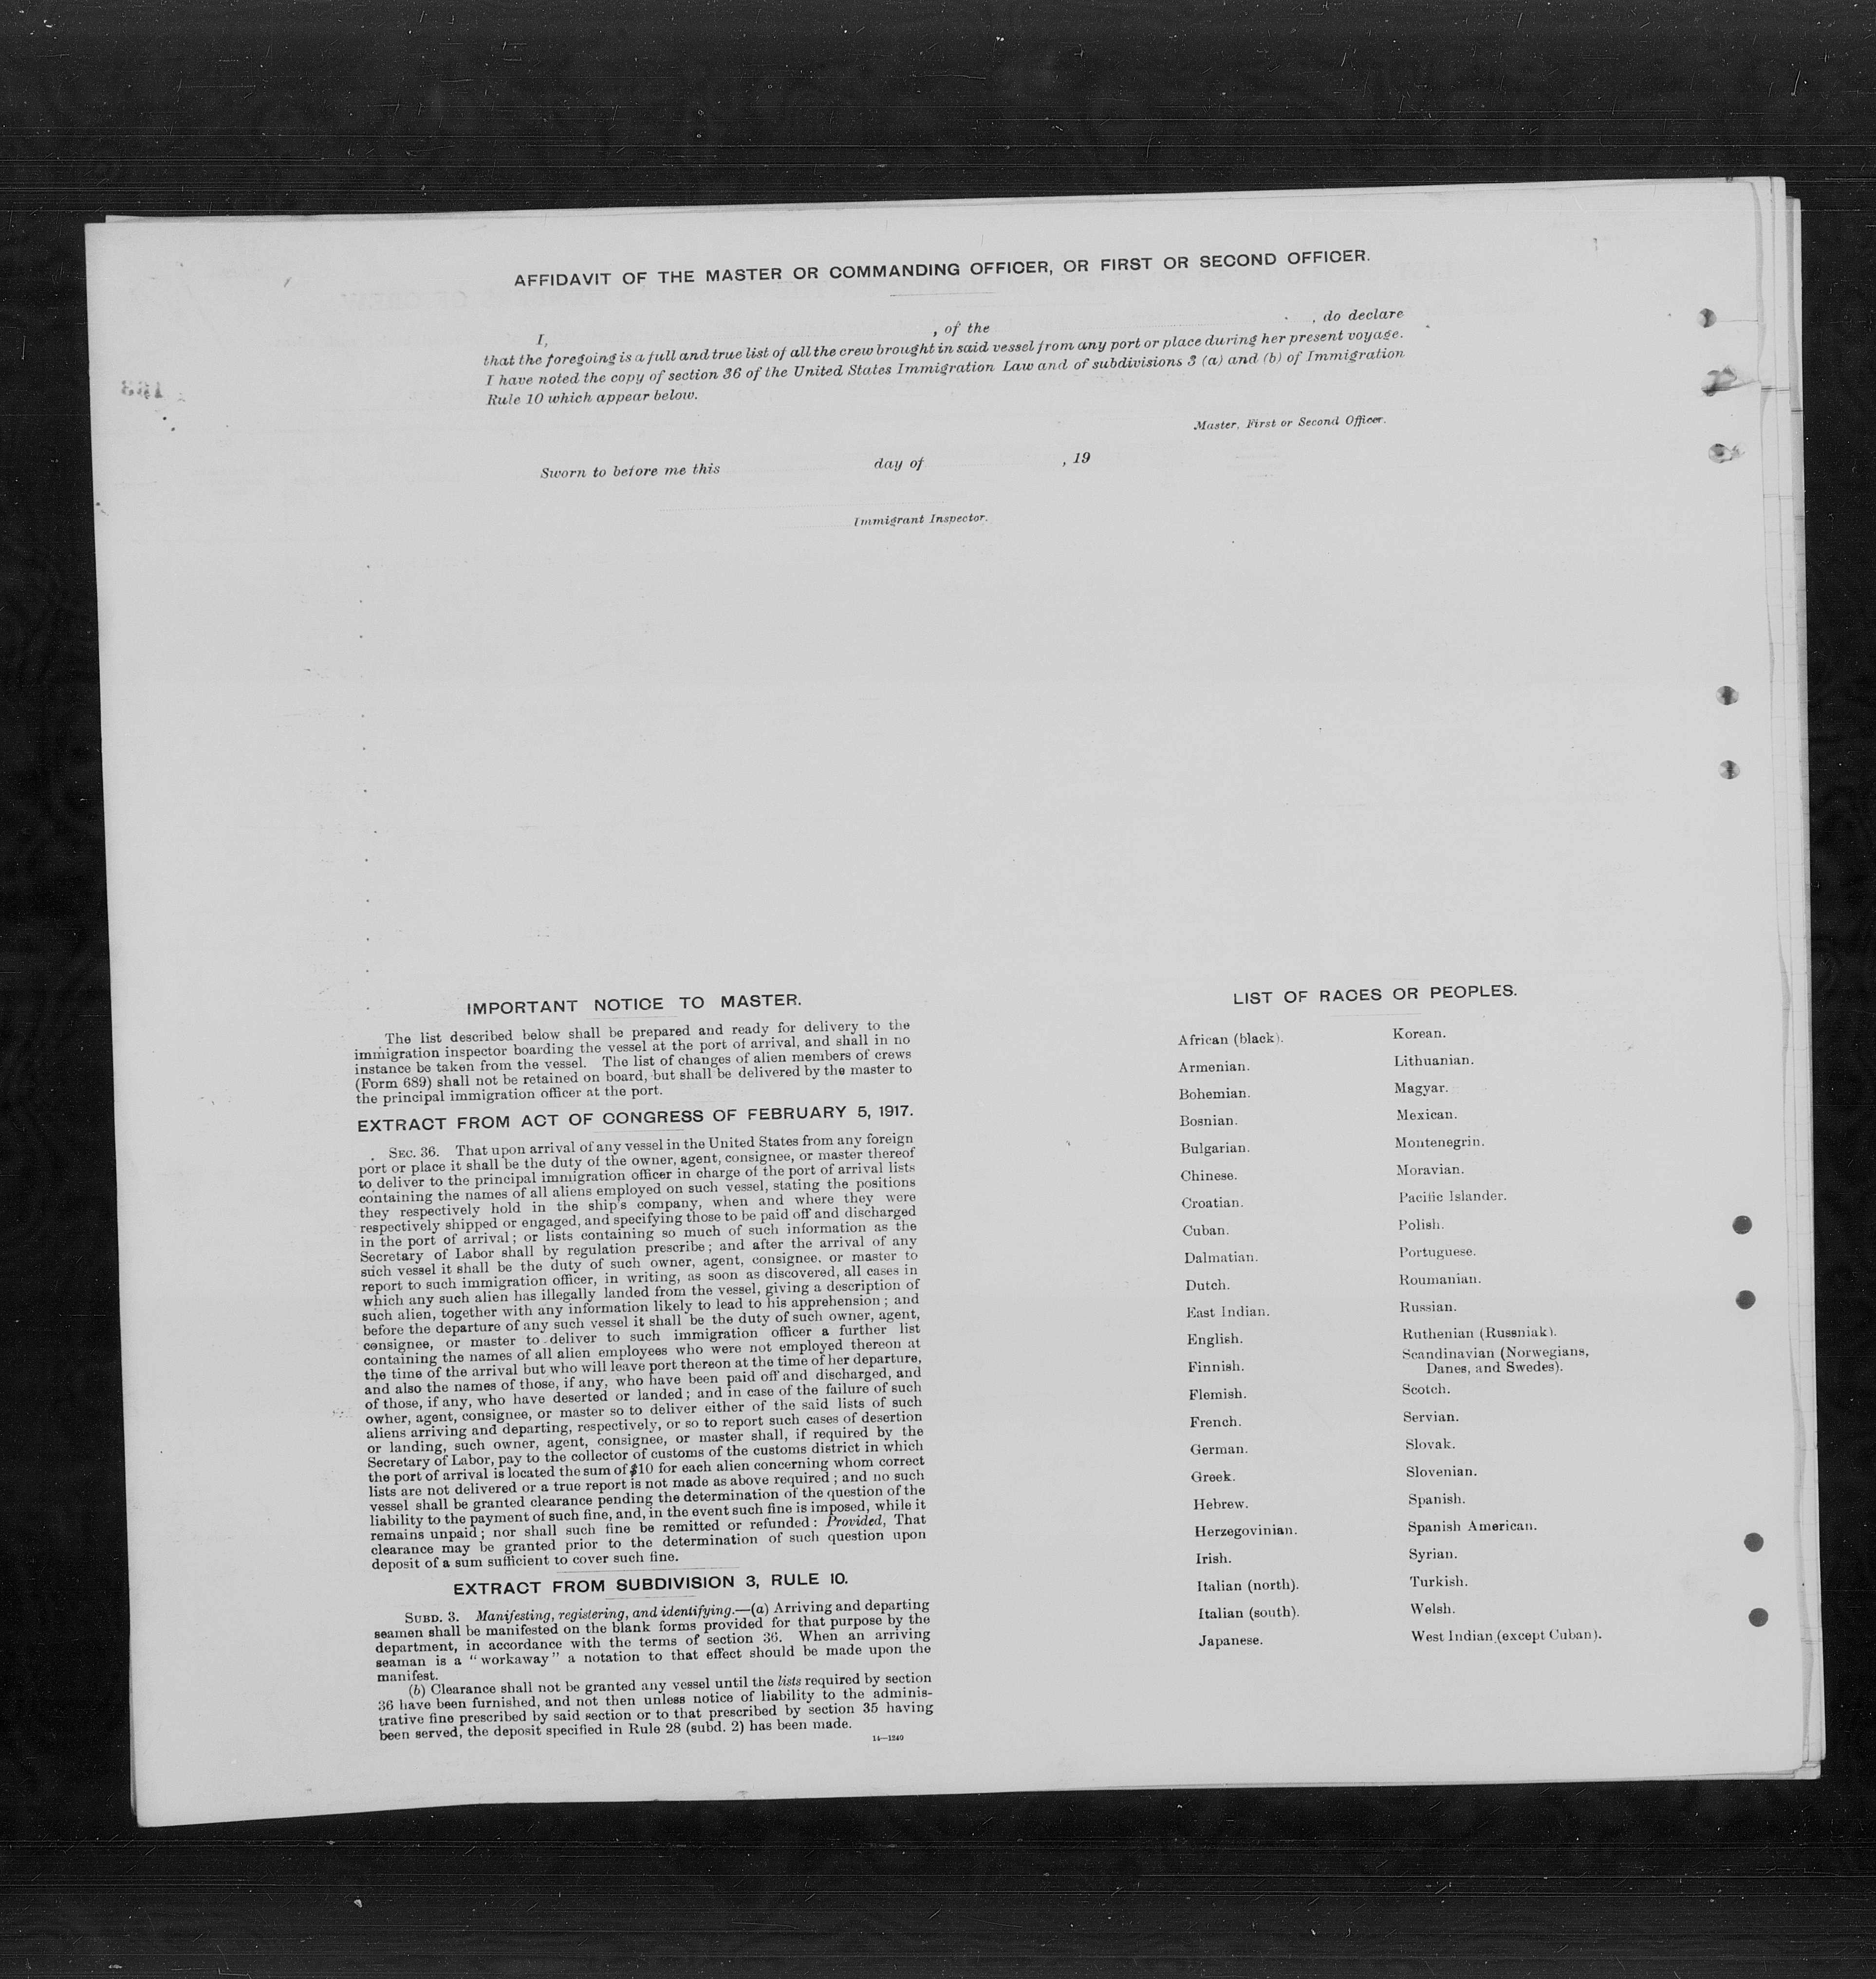 AFFIDAVIT OF THE MASTER OR COMMANDING OFFICER, OR FIRST OR SECOND OFFICER.
I, , of the , do declare
that the foregoing is a full and true list of all the crew brought in said vessel from any port or place during her present voyage.
I have noted the copy of section 36 of the United States Immigration Law and of subdivisions 3 (a) and (b) of Immigration
Rule 10 which appear below.
Master, First or Second Officer.
Sworn to before me this day of , 19
Immigrant Inspector.
IMPORTANT NOTICE TO MASTER.
The list described below shall be prepared and ready for delivery to the
immigration inspector boarding the vessel at the port of arrival, and shall in no
instance be taken from the vessel. The list of changes of alien members of crews
(Form 689) shall not be retained on board, but shall be delivered by the master to
the principal immigration officer at the port.
EXTRACT FROM ACT OF CONGRESS OF FEBRUARY 5, 1917.
SEC. 36. That upon arrival of any vessel in the United States from any foreign
port or place it shall be the duty of the owner, agent, consignee, or master thereof
to deliver to the principal immigration officer in charge of the port of arrival lists
containing the names of all aliens employed on such vessel, stating the positions
they respectively hold in the ship's company, when and where they were
respectively shipped or engaged, and specifying those to be paid off and discharged
in the port of arrival; or lists containing so much of such information as the
Secretary of Labor shall by regulation prescribe; and after the arrival of any
such vessel it shall be the duty of such owner, agent, consignee, or master to
report to such immigration officer, in writing, as soon as discovered, all cases in
which any such alien has illegally landed from the vessel, giving a description of
such alien, together with any information likely to lead to his apprehension; and
before the departure of any such vessel it shall be the duty of such owner, agent,
consignee, or master to deliver to such immigration officer a further list
containing the names of all alien employees who were not employed thereon at
the time of the arrival but who will leave port thereon at the time of her departure,
and also the names of those, if any, who have been paid off and discharged, and
of those, if any, who have deserted or landed; and in case of the failure of such
owner, agent, consignee, or master so to deliver either of the said lists of such
aliens arriving and departing, respectively, or so to report such cases of desertion
or landing, such owner, agent, consignee, or master shall, if required by the
Secretary of Labor, pay to the collector of customs of the customs district in which
the port of arrival is located the sum of $10 for each alien concerning whom correct
lists are not delivered or a true report is not made as above required; and no such
vessel shall be granted clearance pending the determination of the question of the
liability to the payment of such fine, and, in the event such fine is imposed, while it
remains unpaid; nor shall such fine be remitted or refunded: Provided, That
clearance may be granted prior to the determination of such question upon
deposit of a sum sufficient to cover such fine.
EXTRACT FROM SUBDIVISION 3, RULE 10.
SUBD. 3. Manifesting, registering, and identifying.—(a) Arriving and departing
seamen shall be manifested on the blank forms provided for that purpose by the
department, in accordance with the terms of section 36. When an arriving
seaman is a "workaway" a notation to that effect should be made upon the
manifest.
(b) Clearance shall not be granted any vessel until the lists required by section
36 have been furnished, and not then unless notice of liability to the adminis-
trative fine prescribed by said section or to that prescribed by section 35 having
been served, the deposit specified in Rule 28 (subd. 2) has been made.
14—1240
LIST OF RACES OR PEOPLES.
African (black).
Armenian.
Bohemian.
Bosnian.
Bulgarian.
Chinese.
Croatian.
Cuban.
Dalmatian.
Dutch.
East Indian.
English.
Finnish.
Flemish.
French.
German.
Greek.
Hebrew.
Herzegovinian.
Irish.
Italian (north).
Italian (south).
Japanese.
Korean.
Lithuanian.
Magyar.
Mexican.
Montenegrin.
Moravian.
Pacific Islander.
Polish.
Portuguese.
Roumanian.
Russian.
Ruthenian (Russniak).
Scandinavian (Norwegians,
Danes, and Swedes).
Scotch.
Servian.
Slovak.
Slovenian.
Spanish.
Spanish American.
Syrian.
Turkish.
Welsh.
West Indian (except Cuban).